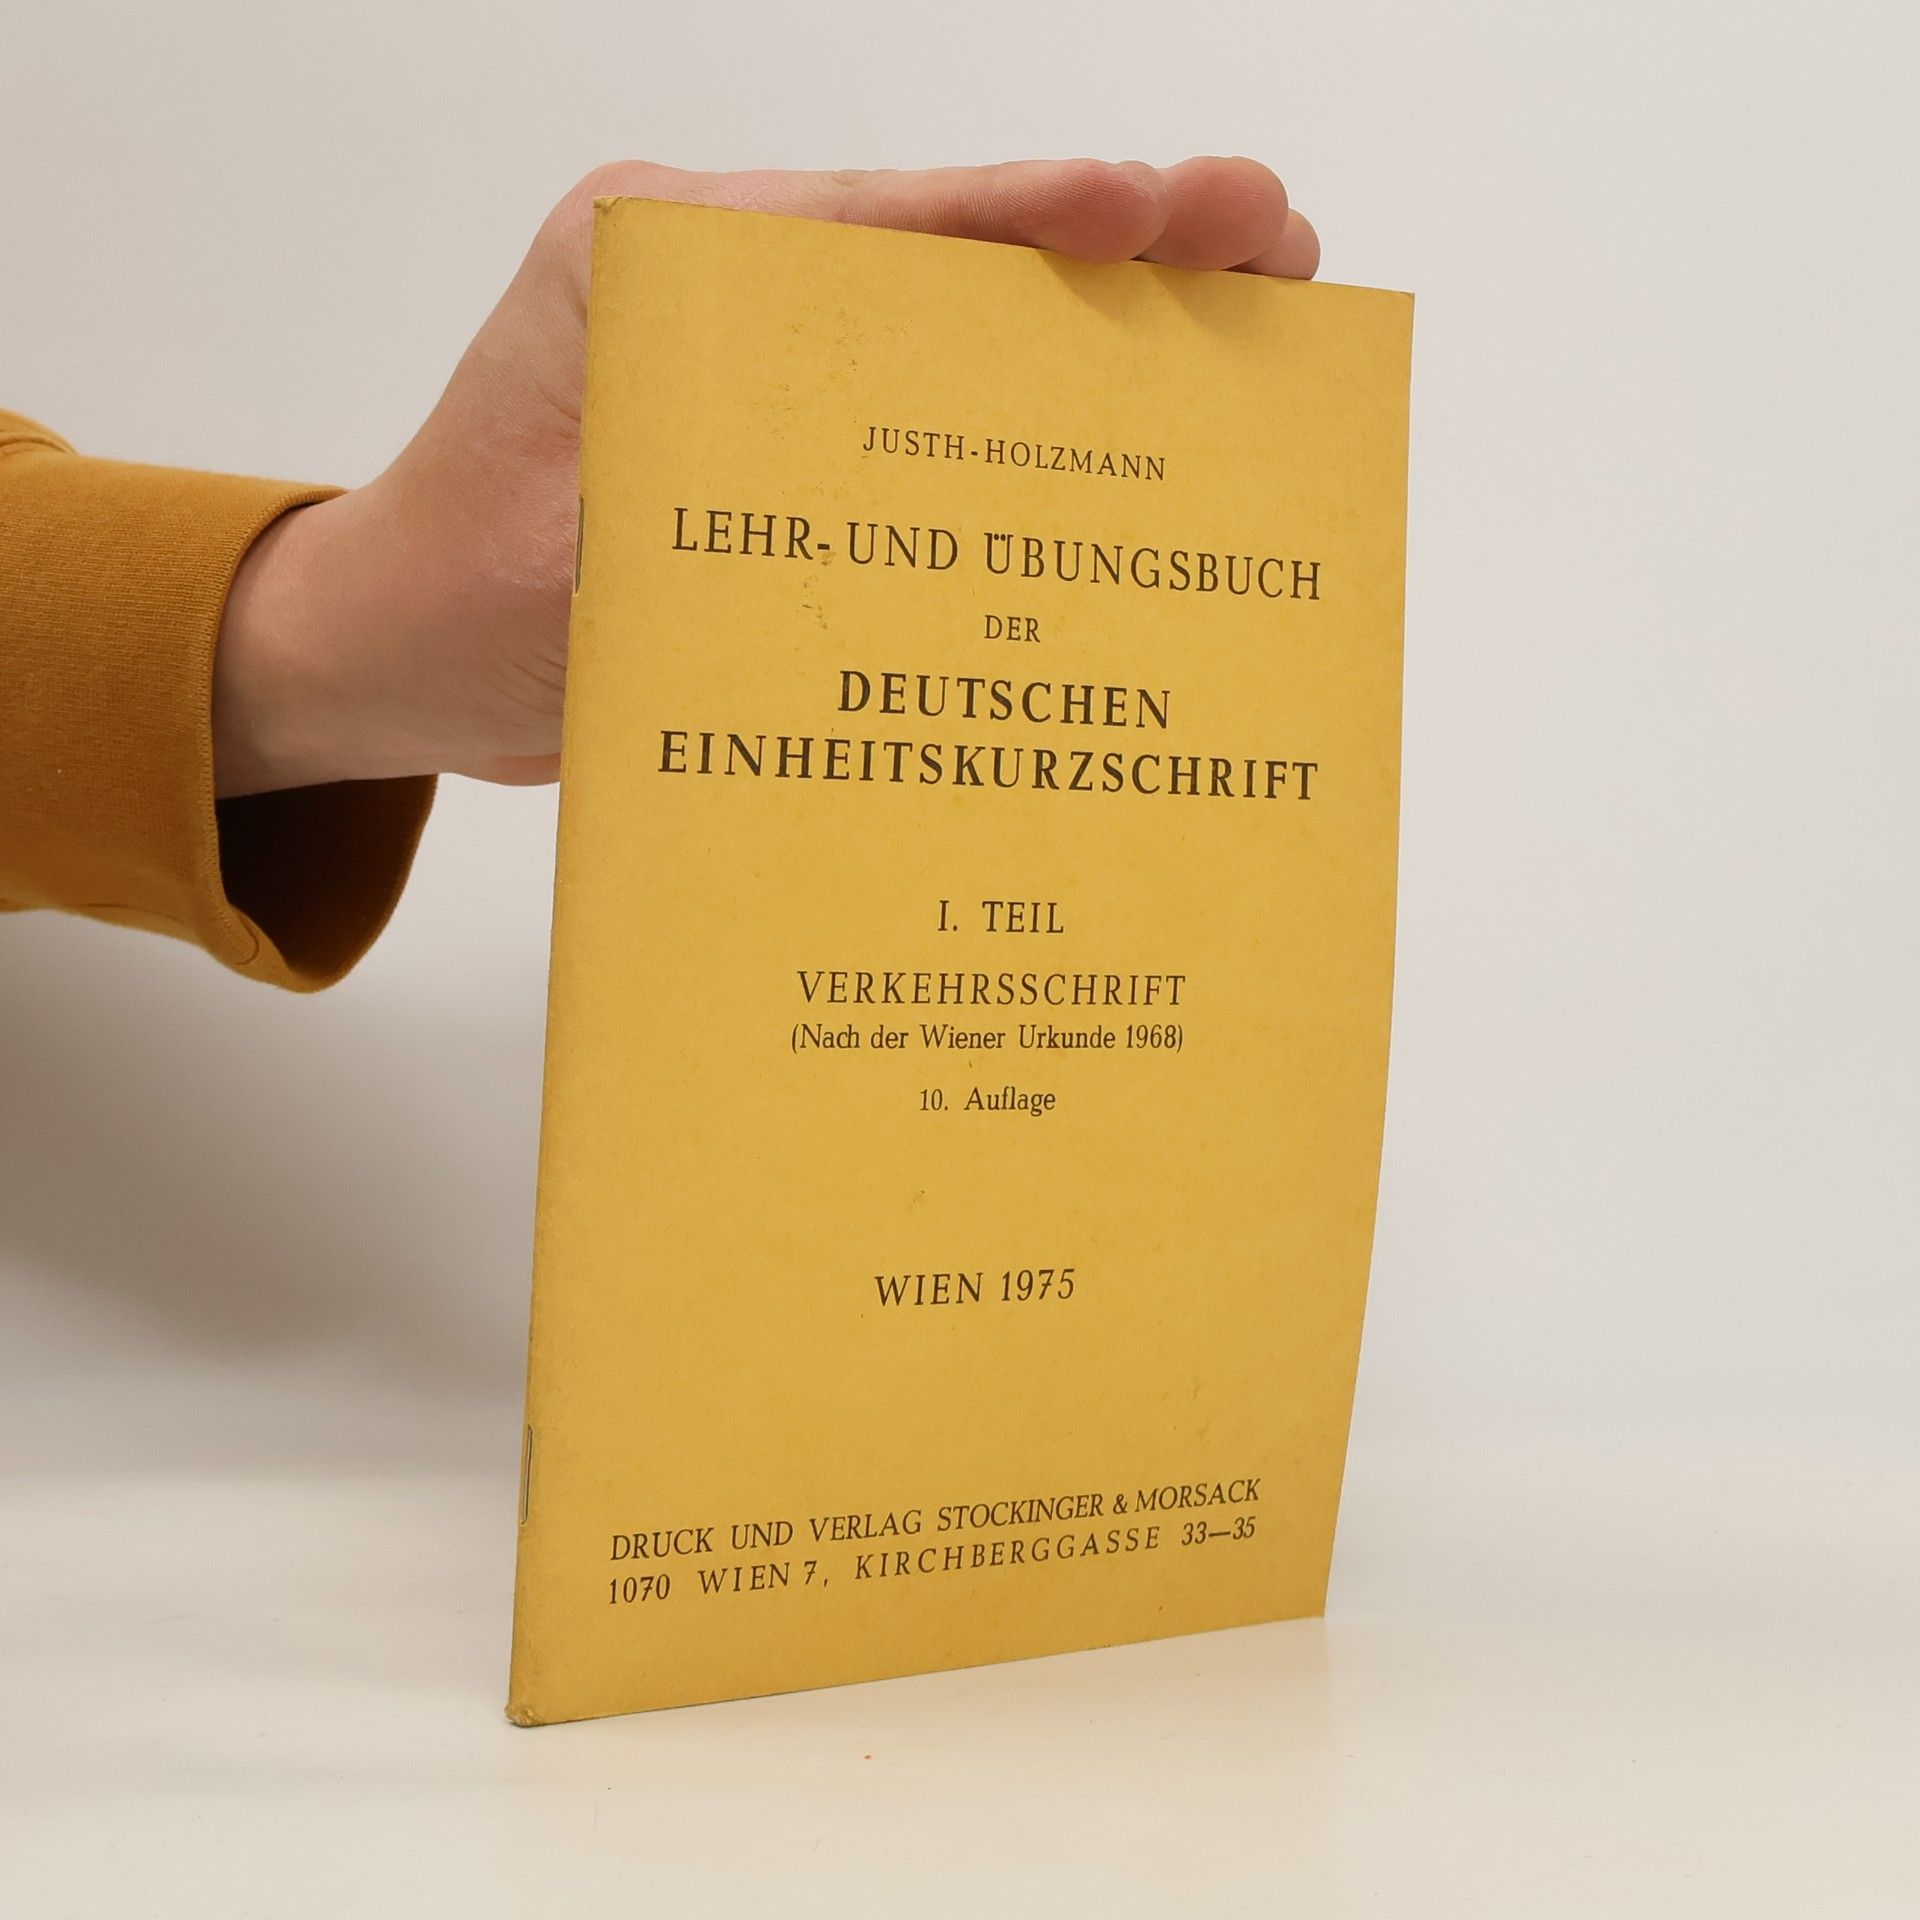 JUSTH-HOLZMANN
LEHR- UND ÜBUNGSBUCH
DER
DEUTSCHEN
EINHEITSKURZSCHRIFT
I. TEIL
VERKEHRSSCHRIFT
(Nach der Wiener Urkunde 1968)
10. Auflage
WIEN 1975
DRUCK UND VERLAG STOCKINGER & MORSACK
1070 WIEN 7, KIRCHBERGGASSE 33—35